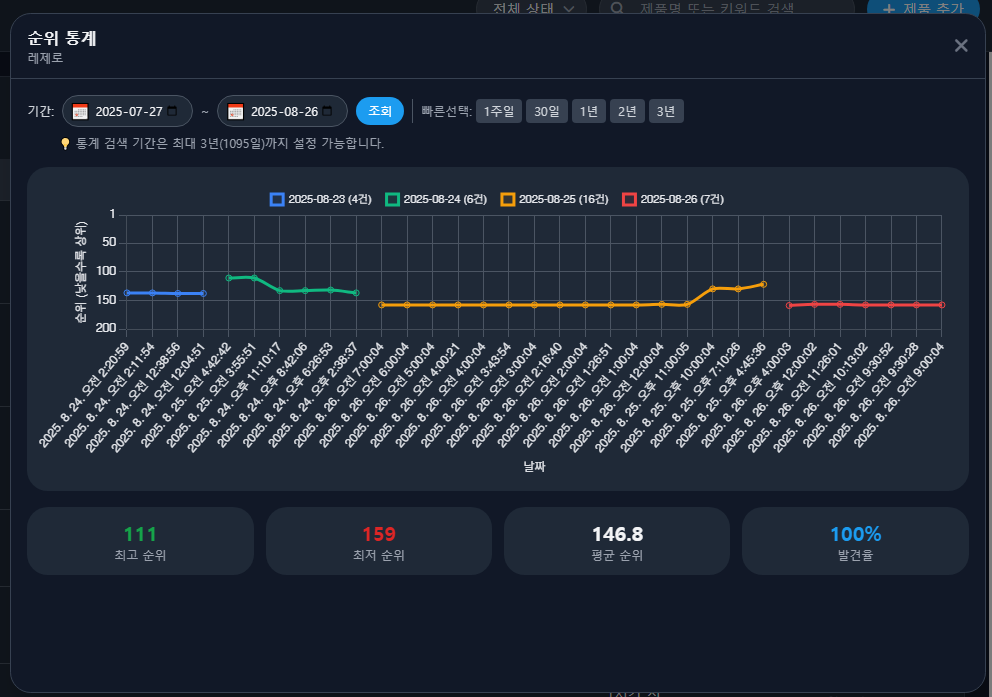 전체 상태
제품명 또는 키워드 검색
+ 제품 추가
순위 통계
레제로
기간: 2025-07-27 ~ 2025-08-26 조회 빠른선택: 1주일 30일 1년 2년 3년
통계 검색 기간은 최대 3년(1095일)까지 설정 가능합니다.
2025-08-23 (4건) 2025-08-24 (6건) 2025-08-25 (16건) 2025-08-26 (7건)
순위 (낮을수록 상위)
1
50
100
150
200
2025. 8. 24. 오전 2:20:59
2025. 8. 24. 오전 2:11:54
2025. 8. 24. 오전 12:38:56
2025. 8. 24. 오전 12:04:51
2025. 8. 25. 오전 4:42:42
2025. 8. 25. 오전 3:55:51
2025. 8. 24. 오후 11:10:17
2025. 8. 24. 오후 8:42:06
2025. 8. 24. 오후 6:26:53
2025. 8. 24. 오후 2:38:37
2025. 8. 26. 오전 7:00:04
2025. 8. 26. 오전 6:00:04
2025. 8. 26. 오전 5:00:04
2025. 8. 26. 오전 4:00:21
2025. 8. 26. 오전 4:00:04
2025. 8. 26. 오전 3:43:54
2025. 8. 26. 오전 3:00:04
2025. 8. 26. 오전 2:16:40
2025. 8. 26. 오전 2:00:04
2025. 8. 26. 오전 1:26:51
2025. 8. 26. 오전 1:00:04
2025. 8. 26. 오전 12:00:04
2025. 8. 25. 오후 11:00:05
2025. 8. 25. 오후 10:00:04
2025. 8. 25. 오후 7:10:26
2025. 8. 25. 오후 4:45:36
2025. 8. 26. 오후 4:00:03
2025. 8. 26. 오후 12:00:02
2025. 8. 26. 오전 11:26:01
2025. 8. 26. 오전 10:13:02
2025. 8. 26. 오전 9:30:52
2025. 8. 26. 오전 9:30:28
2025. 8. 26. 오전 9:00:04
날짜
111
최고 순위
159
최저 순위
146.8
평균 순위
100%
발견율